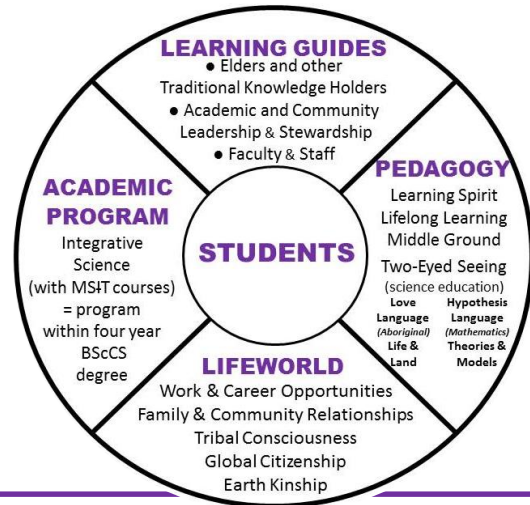 LEARNING GUIDES
● Elders and other
Traditional Knowledge Holders
● Academic and Community
Leadership & Stewardship
● Faculty & Staff
ACADEMIC
PROGRAM
Integrative
Science
(with MSɨT courses)
= program
within four year
BScCS
degree
STUDENTS
PEDAGOGY
Learning Spirit
Lifelong Learning
Middle Ground
Two-Eyed Seeing
(science education)
Love
Language
(Aboriginal)
Life &
Land
Hypothesis
Language
(Mathematics)
Theories &
Models
LIFEWORLD
Work & Career Opportunities
Family & Community Relationships
Tribal Consciousness
Global Citizenship
Earth Kinship